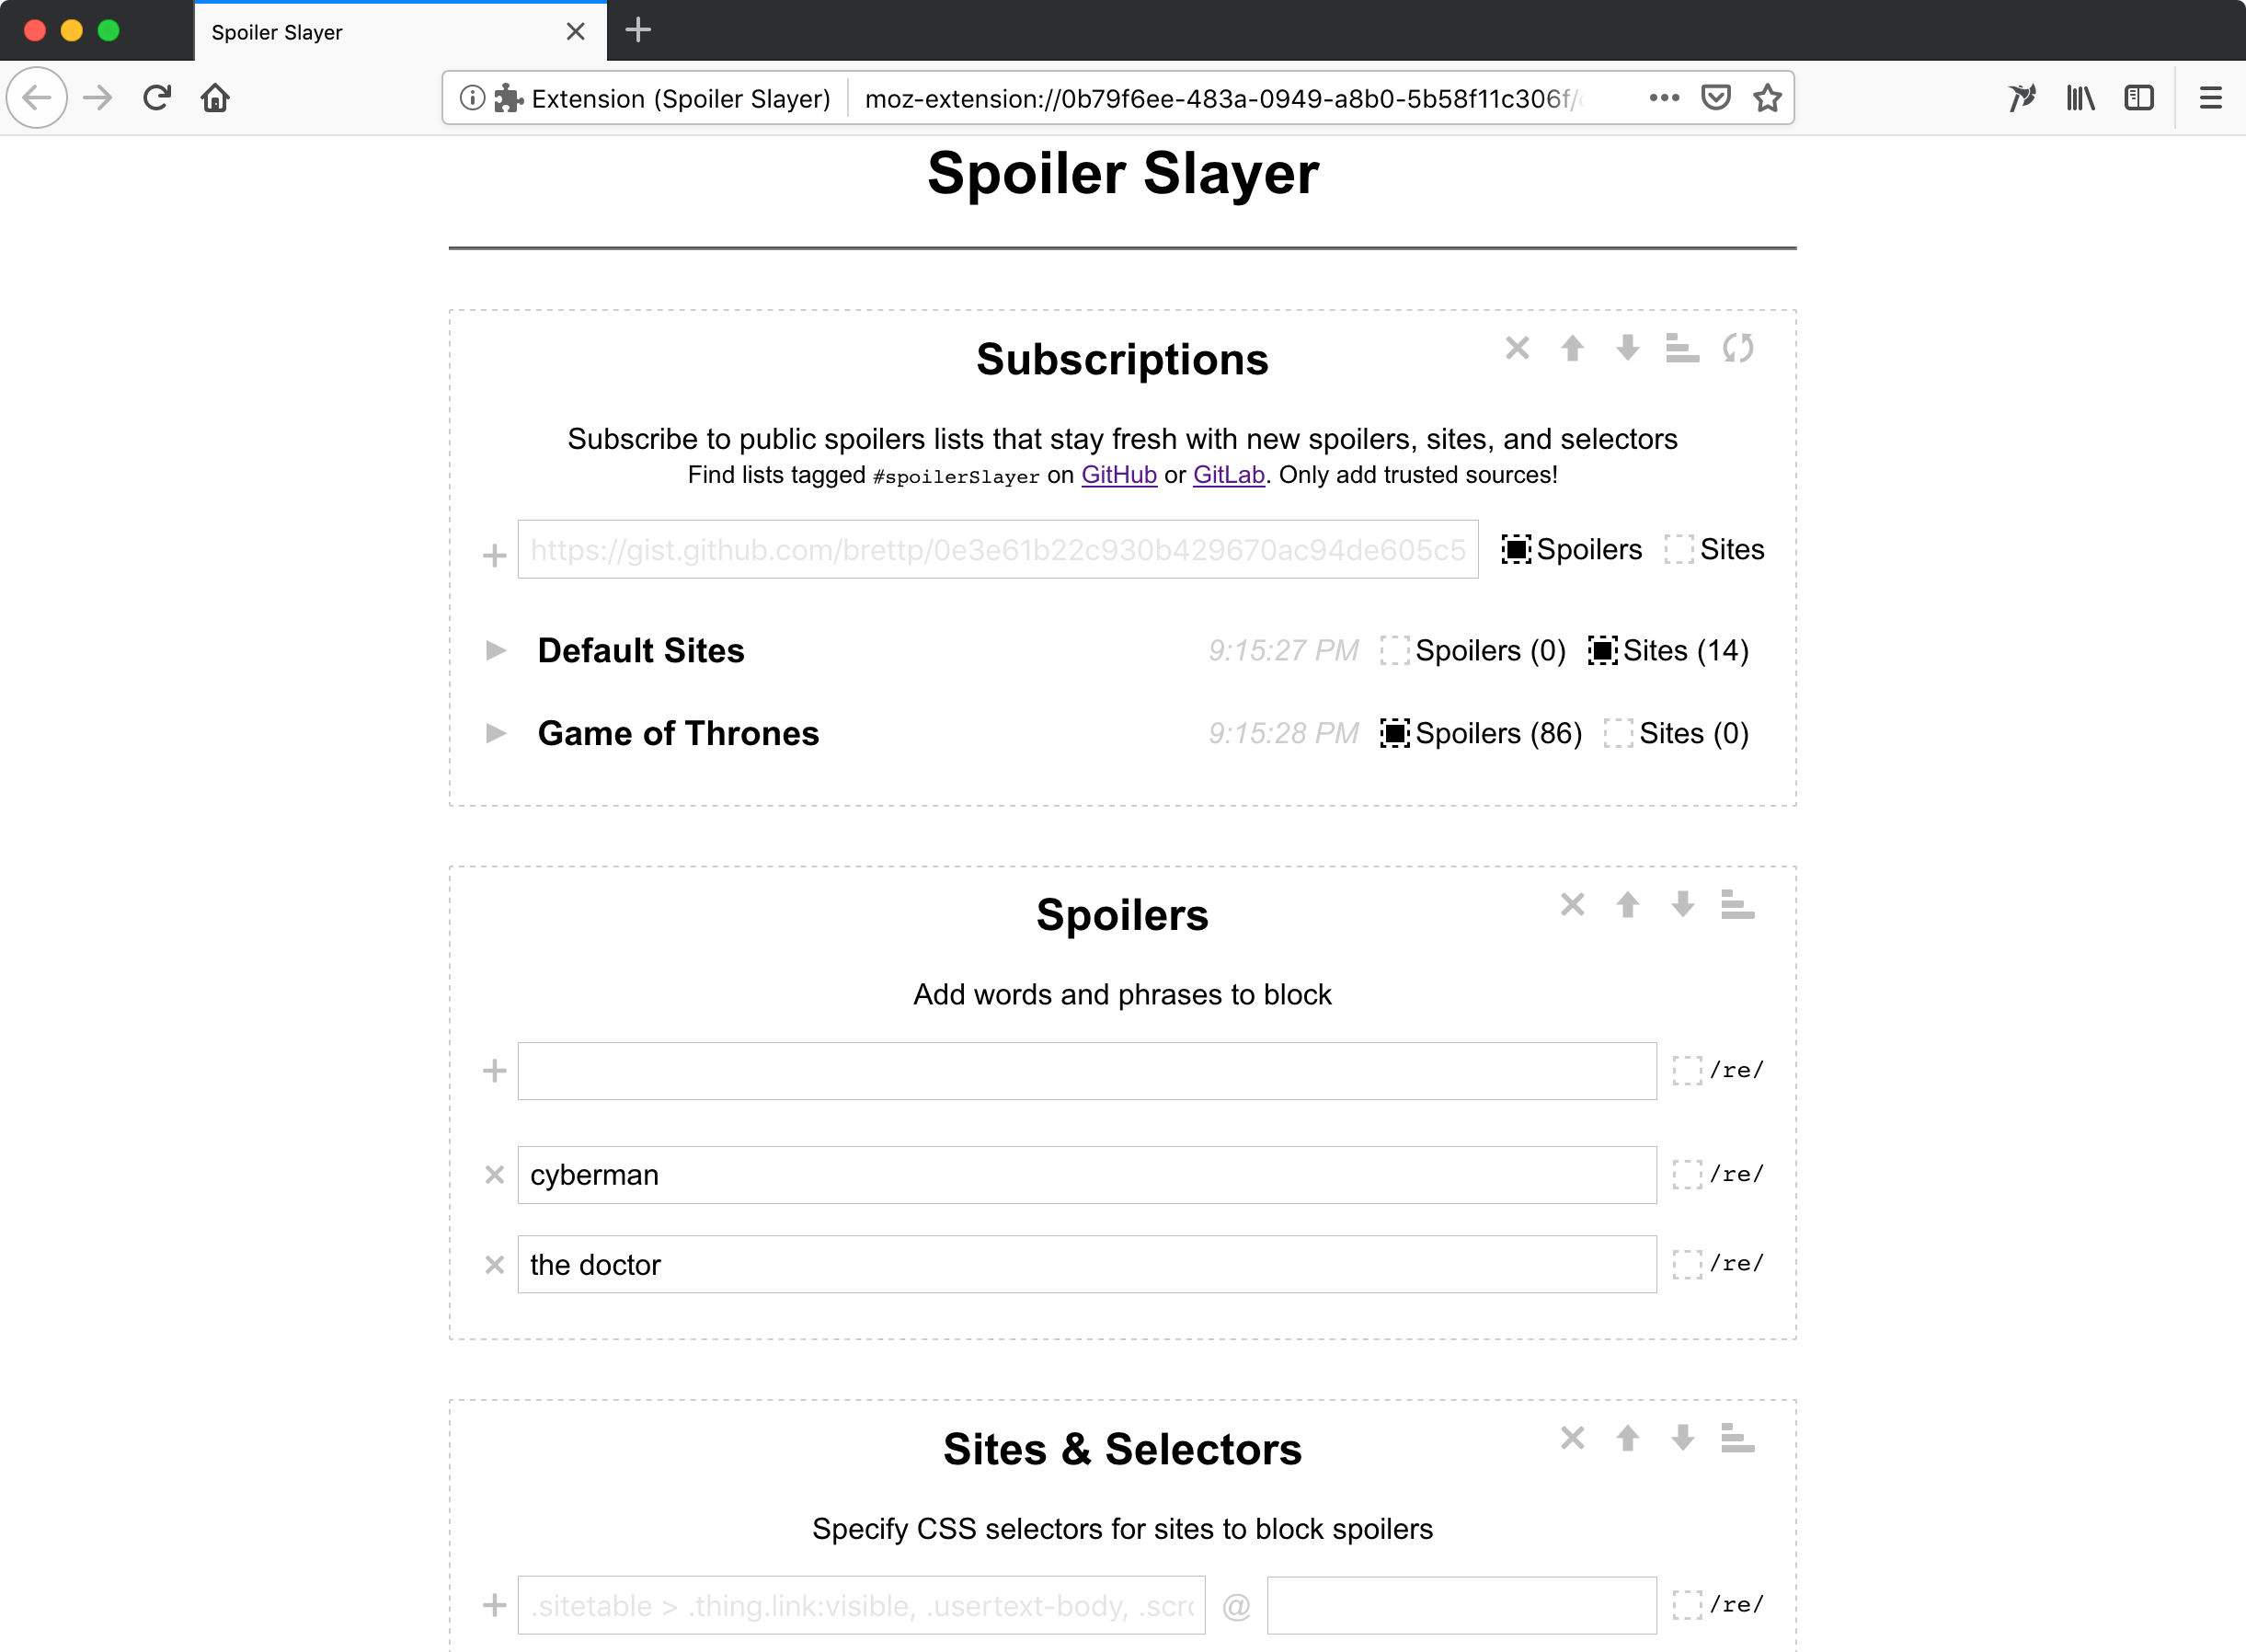 Spoiler Slayer
Extension (Spoiler Slayer) moz-extension://0b79f6ee-483a-0949-a8b0-5b58f11c306f/
Spoiler Slayer
Subscriptions
Subscribe to public spoilers lists that stay fresh with new spoilers, sites, and selectors
Find lists tagged #spoilerSlayer on GitHub or GitLab. Only add trusted sources!
https://gist.github.com/brettp/0e3e61b22c930b429670ac94de605c5 Spoilers Sites
Default Sites 9:15:27 PM Spoilers (0) Sites (14)
Game of Thrones 9:15:28 PM Spoilers (86) Sites (0)
Spoilers
Add words and phrases to block
/re/
cyberman /re/
the doctor /re/
Sites & Selectors
Specify CSS selectors for sites to block spoilers
.sitetable > .thing.link:visible, .usertext-body, .scr @ /re/